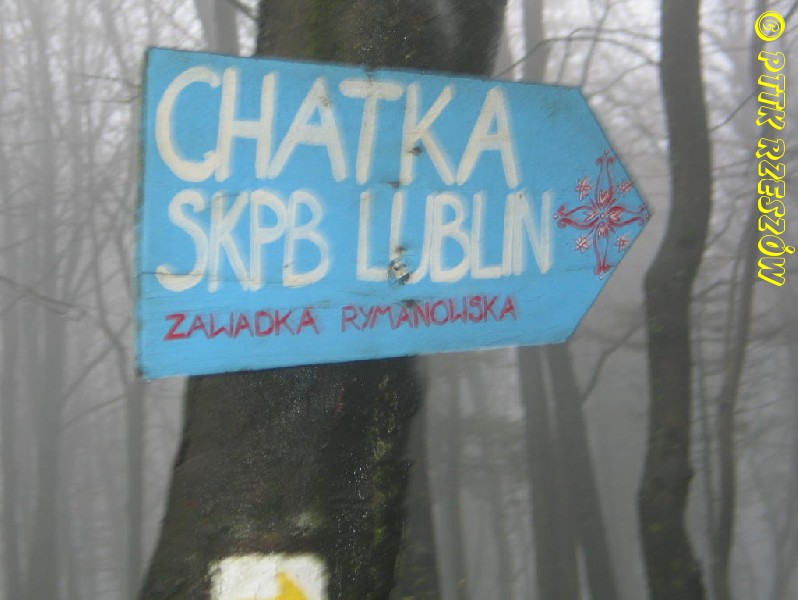 CHATKA
SKPB LUBLIN
ZAWADKA RYMANOWSKA
© PTTK RZESZÓW